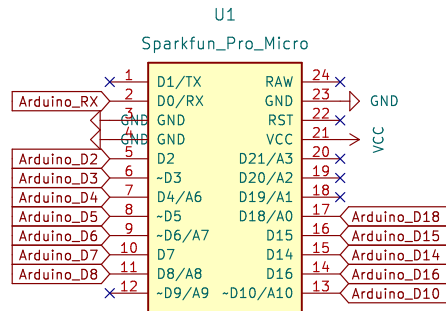 U1
Sparkfun_Pro_Micro
1 D1/TX RAW 24
Arduino_RX 2 D0/RX GND 23 GND
GND 3 GND RST 22
GND 4 GND VCC 21 VCC
Arduino_D2 5 D2 D21/A3 20
Arduino_D3 6 ~D3 D20/A2 19
Arduino_D4 7 D4/A6 D19/A1 18
Arduino_D5 8 ~D5 D18/A0 17 Arduino_D18
Arduino_D6 9 ~D6/A7 D15 16 Arduino_D15
Arduino_D7 10 D7 D14 15 Arduino_D14
Arduino_D8 11 D8/A8 D16 14 Arduino_D16
12 ~D9/A9 ~D10/A10 13 Arduino_D10